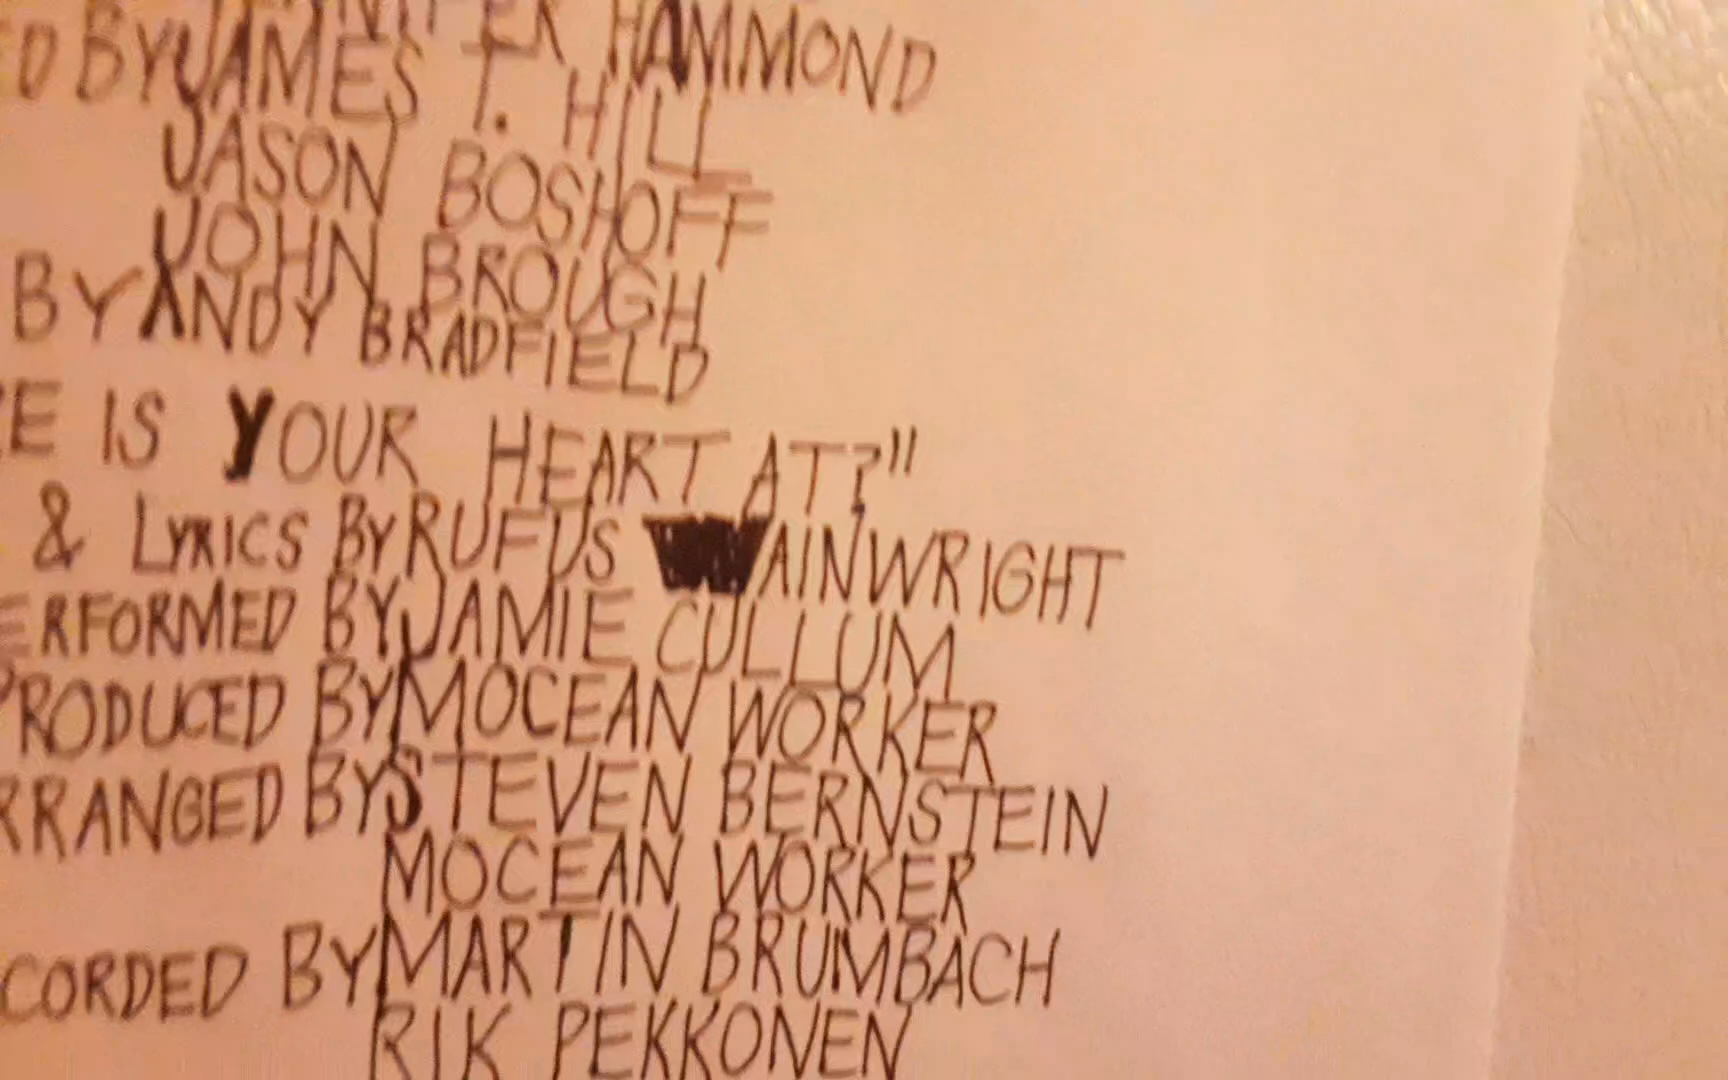 HAMMOND
D BY JAMES T. HILL
JASON BOSHOFF
JOHN BROUGH
BY ANDY BRADFIELD
E IS YOUR HEART AT?"
& LYRICS BY RUFUS WAINWRIGHT
ERFORMED BY JAMIE CULLUM
PRODUCED BY MOCEAN WORKER
RRANGED BY STEVEN BERNSTEIN
MOCEAN WORKER
CORDED BY MARTIN BRUMBACH
RIK PEKKONEN